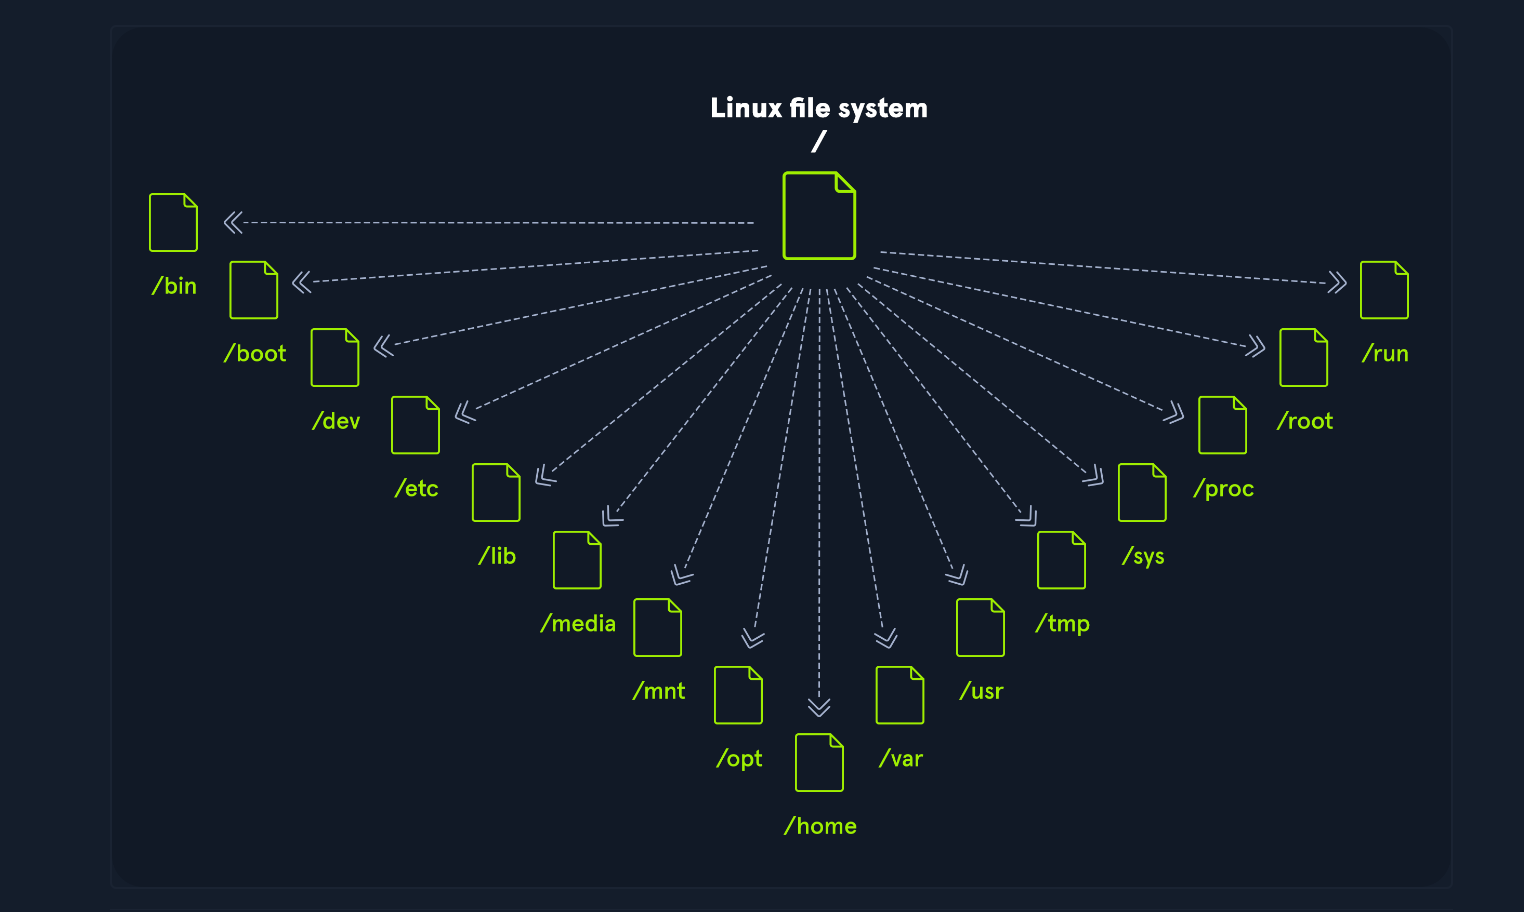 Linux file system
/
/bin
/boot
/dev
/etc
/lib
/media
/mnt
/opt
/home
/var
/usr
/tmp
/sys
/proc
/root
/run